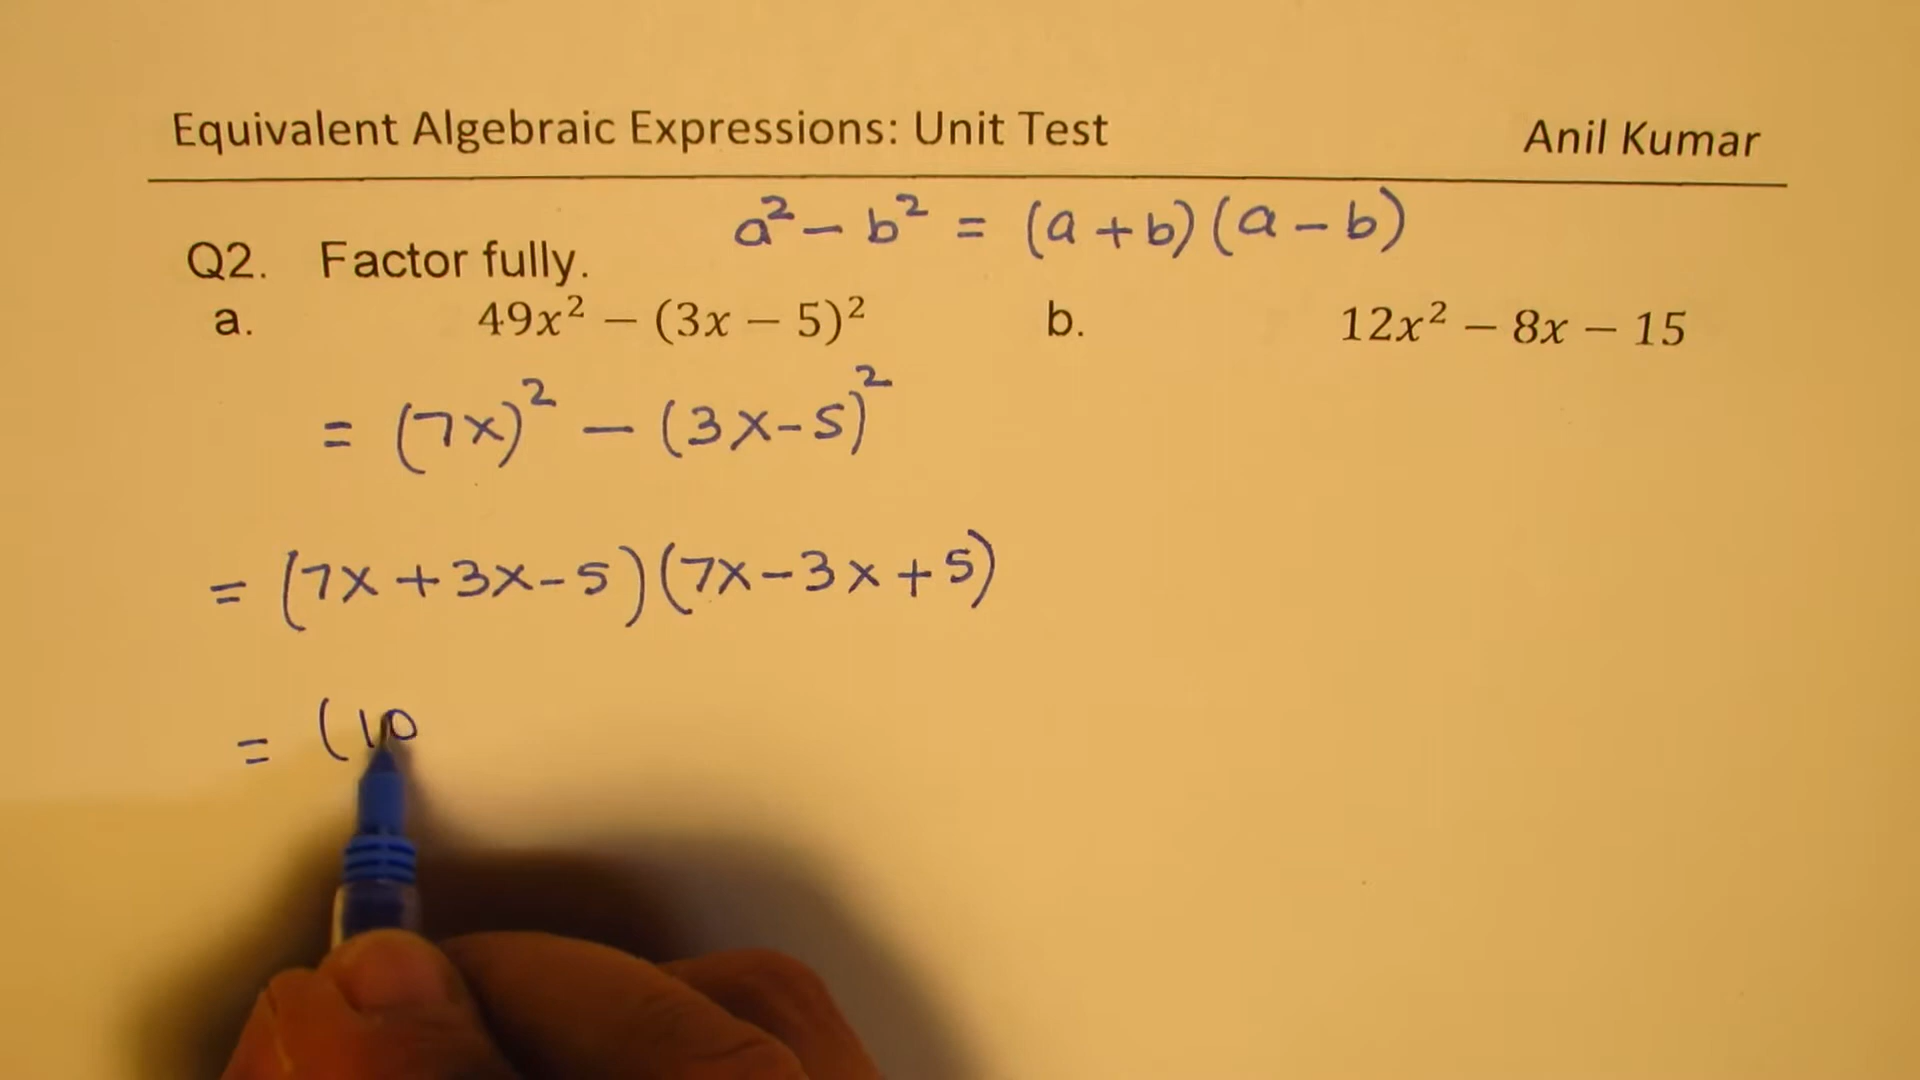 Equivalent Algebraic Expressions: Unit Test Anil Kumar
a² − b² = (a + b)(a − b)
Q2. Factor fully.
a. 49x² − (3x − 5)² b. 12x² − 8x − 15
= (7x)² − (3x-5)²
= (7x + 3x - 5)(7x - 3x + 5)
= (10